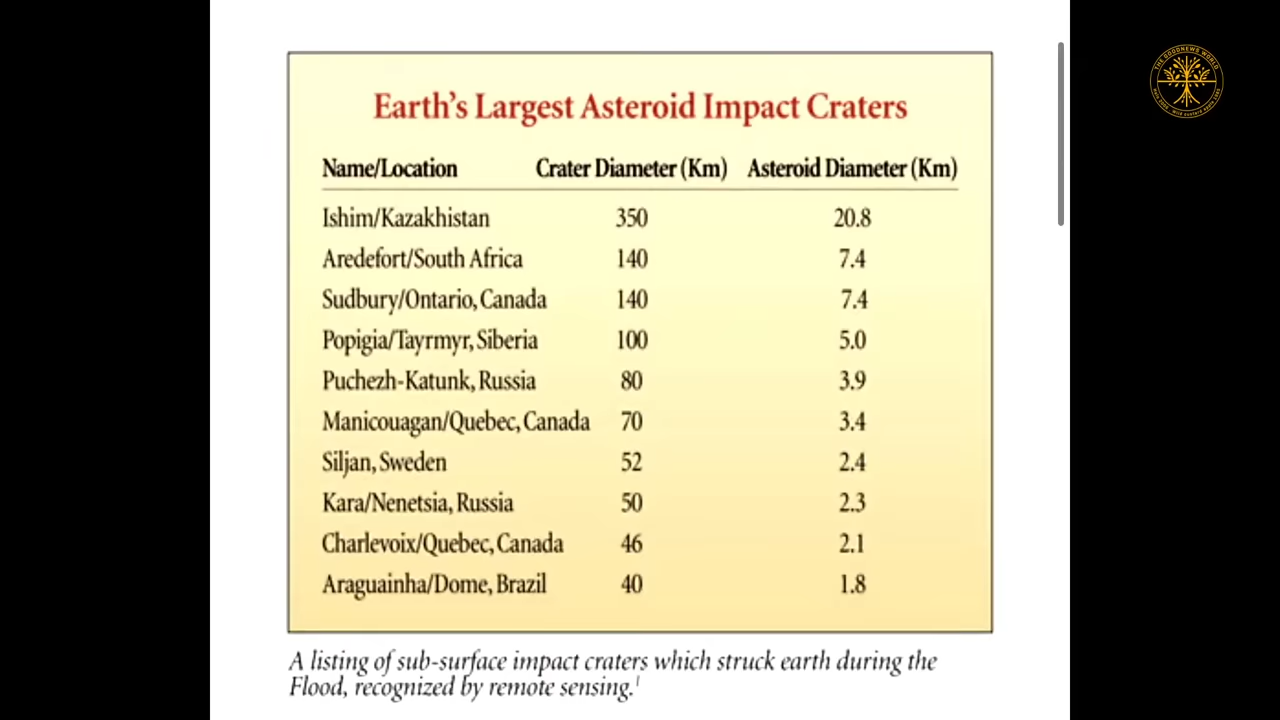 Earth's Largest Asteroid Impact Craters
Name/Location Crater Diameter (Km) Asteroid Diameter (Km)
Ishim/Kazakhistan 350 20.8
Aredefort/South Africa 140 7.4
Sudbury/Ontario, Canada 140 7.4
Popigia/Tayrmyr, Siberia 100 5.0
Puchezh-Katunk, Russia 80 3.9
Manicouagan/Quebec, Canada 70 3.4
Siljan, Sweden 52 2.4
Kara/Nenetsia, Russia 50 2.3
Charlevoix/Quebec, Canada 46 2.1
Araguainha/Dome, Brazil 40 1.8
A listing of sub-surface impact craters which struck earth during the
Flood, recognized by remote sensing.¹
THE GOODNEWS WORLD